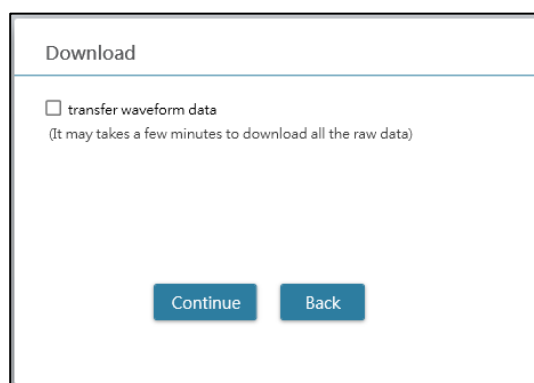 Download
transfer waveform data
(It may takes a few minutes to download all the raw data)
Continue
Back